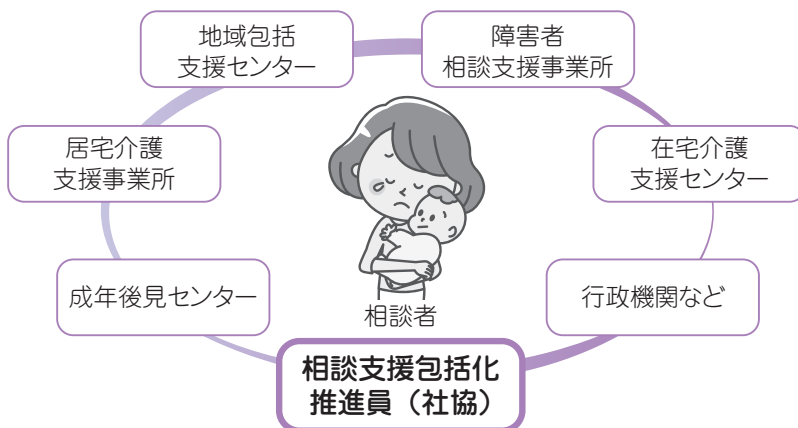 地域包括
支援センター
障害者
相談支援事業所
居宅介護
支援事業所
在宅介護
支援センター
成年後見センター
行政機関など
相談者
相談支援包括化
推進員（社協）